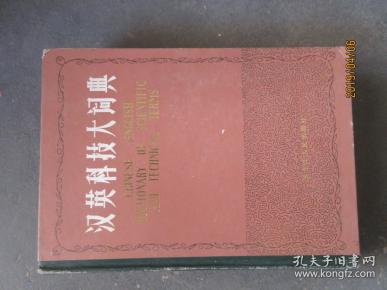 汉英科技大词典
CHINESE ENGLISH
DICTIONARY OF SCIENTIFIC
AND TECHNICAL TERMS
2019/04/06
孔夫子旧书网
www.kongfz.com